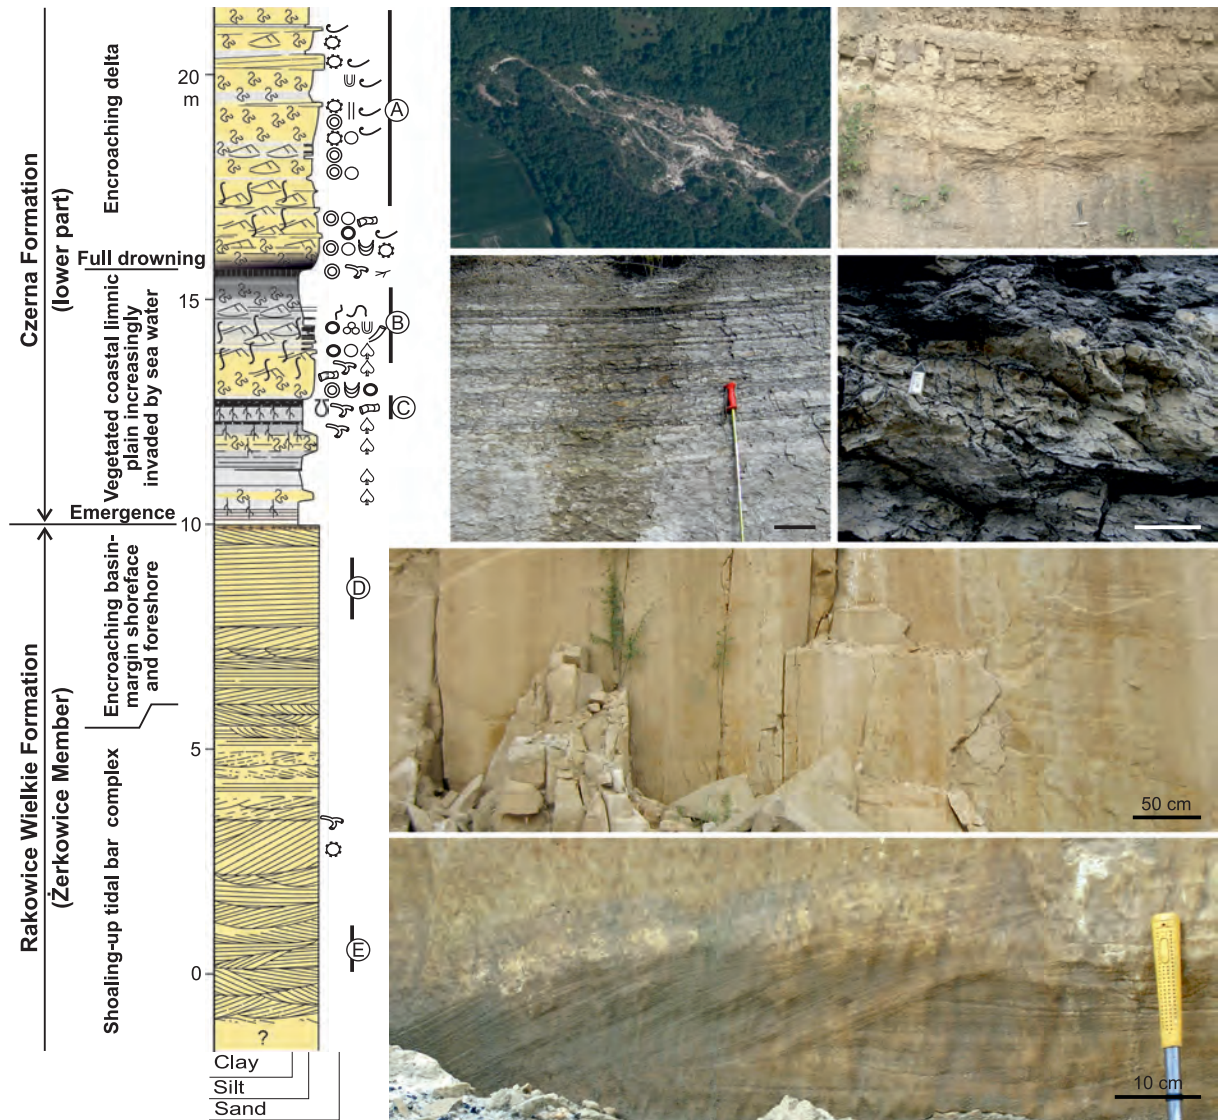 Czerna Formation
(lower part)
Encroaching delta
Full drowning
Vegetated coastal limnic
plain increasingly
invaded by sea water
Emergence
Rakowice Wielkie Formation
(Żerkowice Member)
Encroaching basin-
margin shoreface
and foreshore
Shoaling-up tidal bar complex
20
m
15
10
5
0
?
Clay
Silt
Sand
A
B
C
D
E
50 cm
10 cm